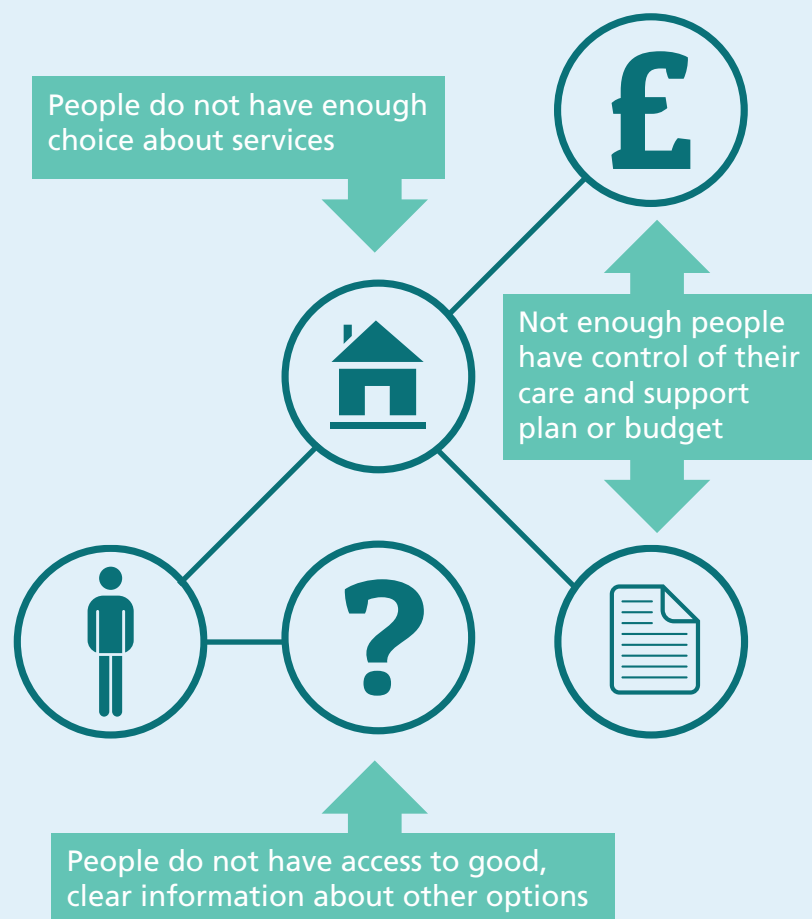 £
People do not have enough
choice about services
Not enough people
have control of their
care and support
plan or budget
?
People do not have access to good,
clear information about other options